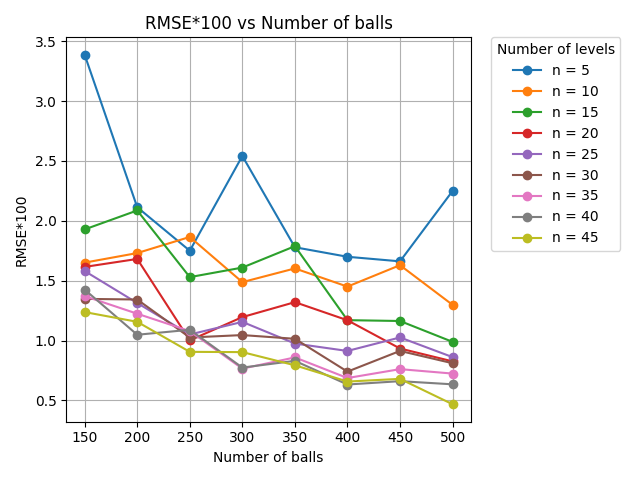 RMSE*100 vs Number of balls
3.5
3.0
2.5
2.0
1.5
1.0
0.5
RMSE*100
150 200 250 300 350 400 450 500
Number of balls
Number of levels
n = 5
n = 10
n = 15
n = 20
n = 25
n = 30
n = 35
n = 40
n = 45